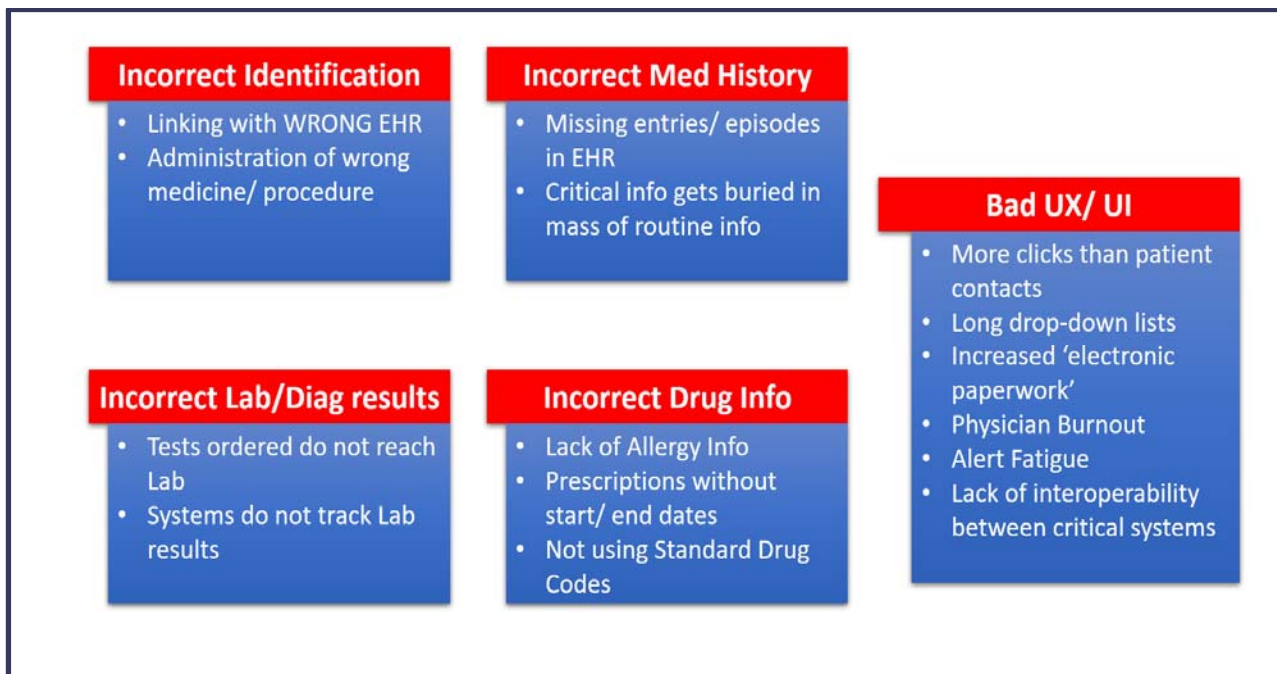 Incorrect Identification
• Linking with WRONG EHR
• Administration of wrong
medicine/ procedure
Incorrect Med History
• Missing entries/ episodes
in EHR
• Critical info gets buried in
mass of routine info
Incorrect Lab/Diag results
• Tests ordered do not reach
Lab
• Systems do not track Lab
results
Incorrect Drug Info
• Lack of Allergy Info
• Prescriptions without
start/ end dates
• Not using Standard Drug
Codes
Bad UX/ UI
• More clicks than patient
contacts
• Long drop-down lists
• Increased ‘electronic
paperwork’
• Physician Burnout
• Alert Fatigue
• Lack of interoperability
between critical systems